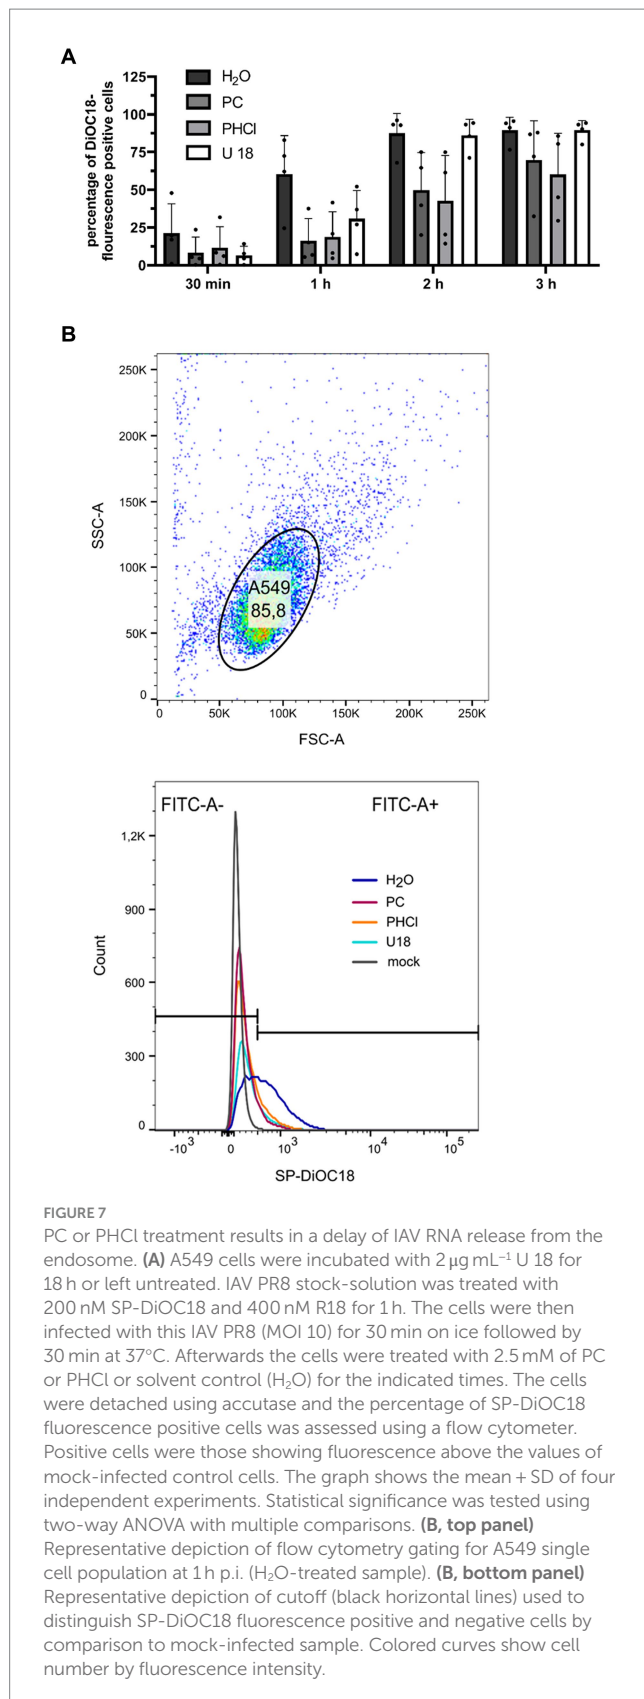 A
percentage of DiOC18-
flourescence positive cells
125
100
75
50
25
0
H₂O
PC
PHCl
U 18
30 min 1 h 2 h 3 h
B
SSC-A
250K
200K
150K
100K
50K
0
A549
85,8
0 50K 100K 150K 200K 250K
FSC-A
FITC-A- FITC-A+
Count
1,2K
900
600
300
0
H₂O
PC
PHCl
U18
mock
-10³ 0 10³ 10⁴ 10⁵
SP-DiOC18
FIGURE 7
PC or PHCl treatment results in a delay of IAV RNA release from the
endosome. (A) A549 cells were incubated with 2 μg mL⁻¹ U 18 for
18 h or left untreated. IAV PR8 stock-solution was treated with
200 nM SP-DiOC18 and 400 nM R18 for 1 h. The cells were then
infected with this IAV PR8 (MOI 10) for 30 min on ice followed by
30 min at 37°C. Afterwards the cells were treated with 2.5 mM of PC
or PHCl or solvent control (H₂O) for the indicated times. The cells
were detached using accutase and the percentage of SP-DiOC18
fluorescence positive cells was assessed using a flow cytometer.
Positive cells were those showing fluorescence above the values of
mock-infected control cells. The graph shows the mean + SD of four
independent experiments. Statistical significance was tested using
two-way ANOVA with multiple comparisons. (B, top panel)
Representative depiction of flow cytometry gating for A549 single
cell population at 1 h p.i. (H₂O-treated sample). (B, bottom panel)
Representative depiction of cutoff (black horizontal lines) used to
distinguish SP-DiOC18 fluorescence positive and negative cells by
comparison to mock-infected sample. Colored curves show cell
number by fluorescence intensity.